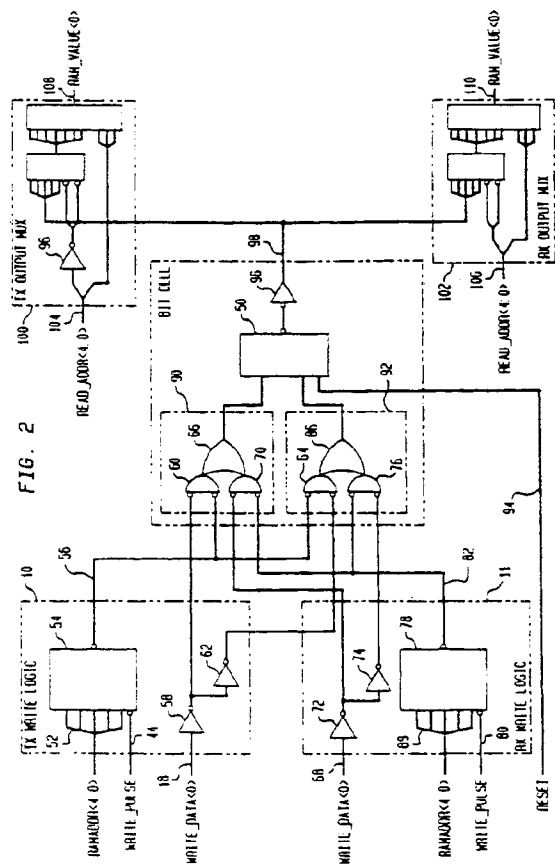 FIG. 2
TX WRITE LOGIC
10
RAMADDR<4:0>
52
54
56
WRITE_PULSE
44
WRITE_DATA<0>
18
58
62
WRITE_DATA<0>
68
72
74
RAMADDR<4:0>
89
78
82
WRITE_PULSE
80
RX WRITE LOGIC
11
RESET
94
BIT CELL
90
60
66
70
64
86
76
92
50
96
98
TX OUTPUT MUX
100
READ_ADDR<4:0>
104
96
108
RAM_VALUE<0>
RX OUTPUT MUX
102
READ_ADDR<4:0>
106
110
RAM_VALUE<0>